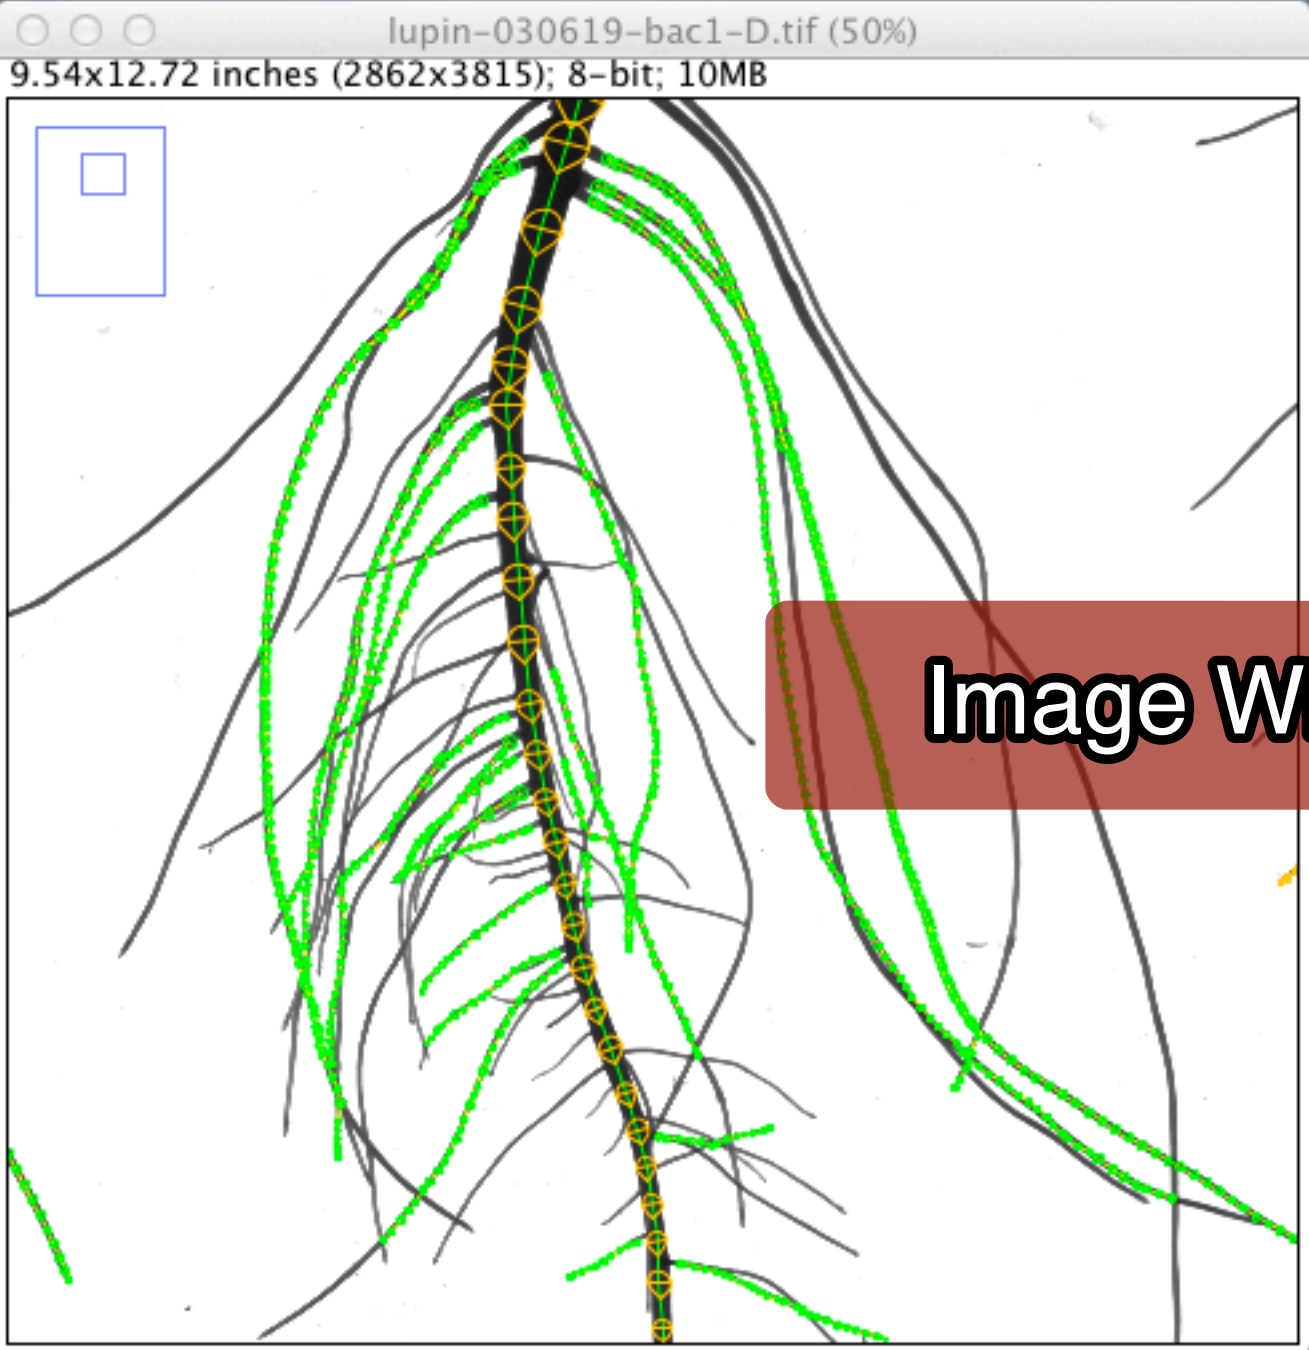 lupin-030619-bac1-D.tif (50%)
9.54x12.72 inches (2862x3815); 8-bit; 10MB
Image W